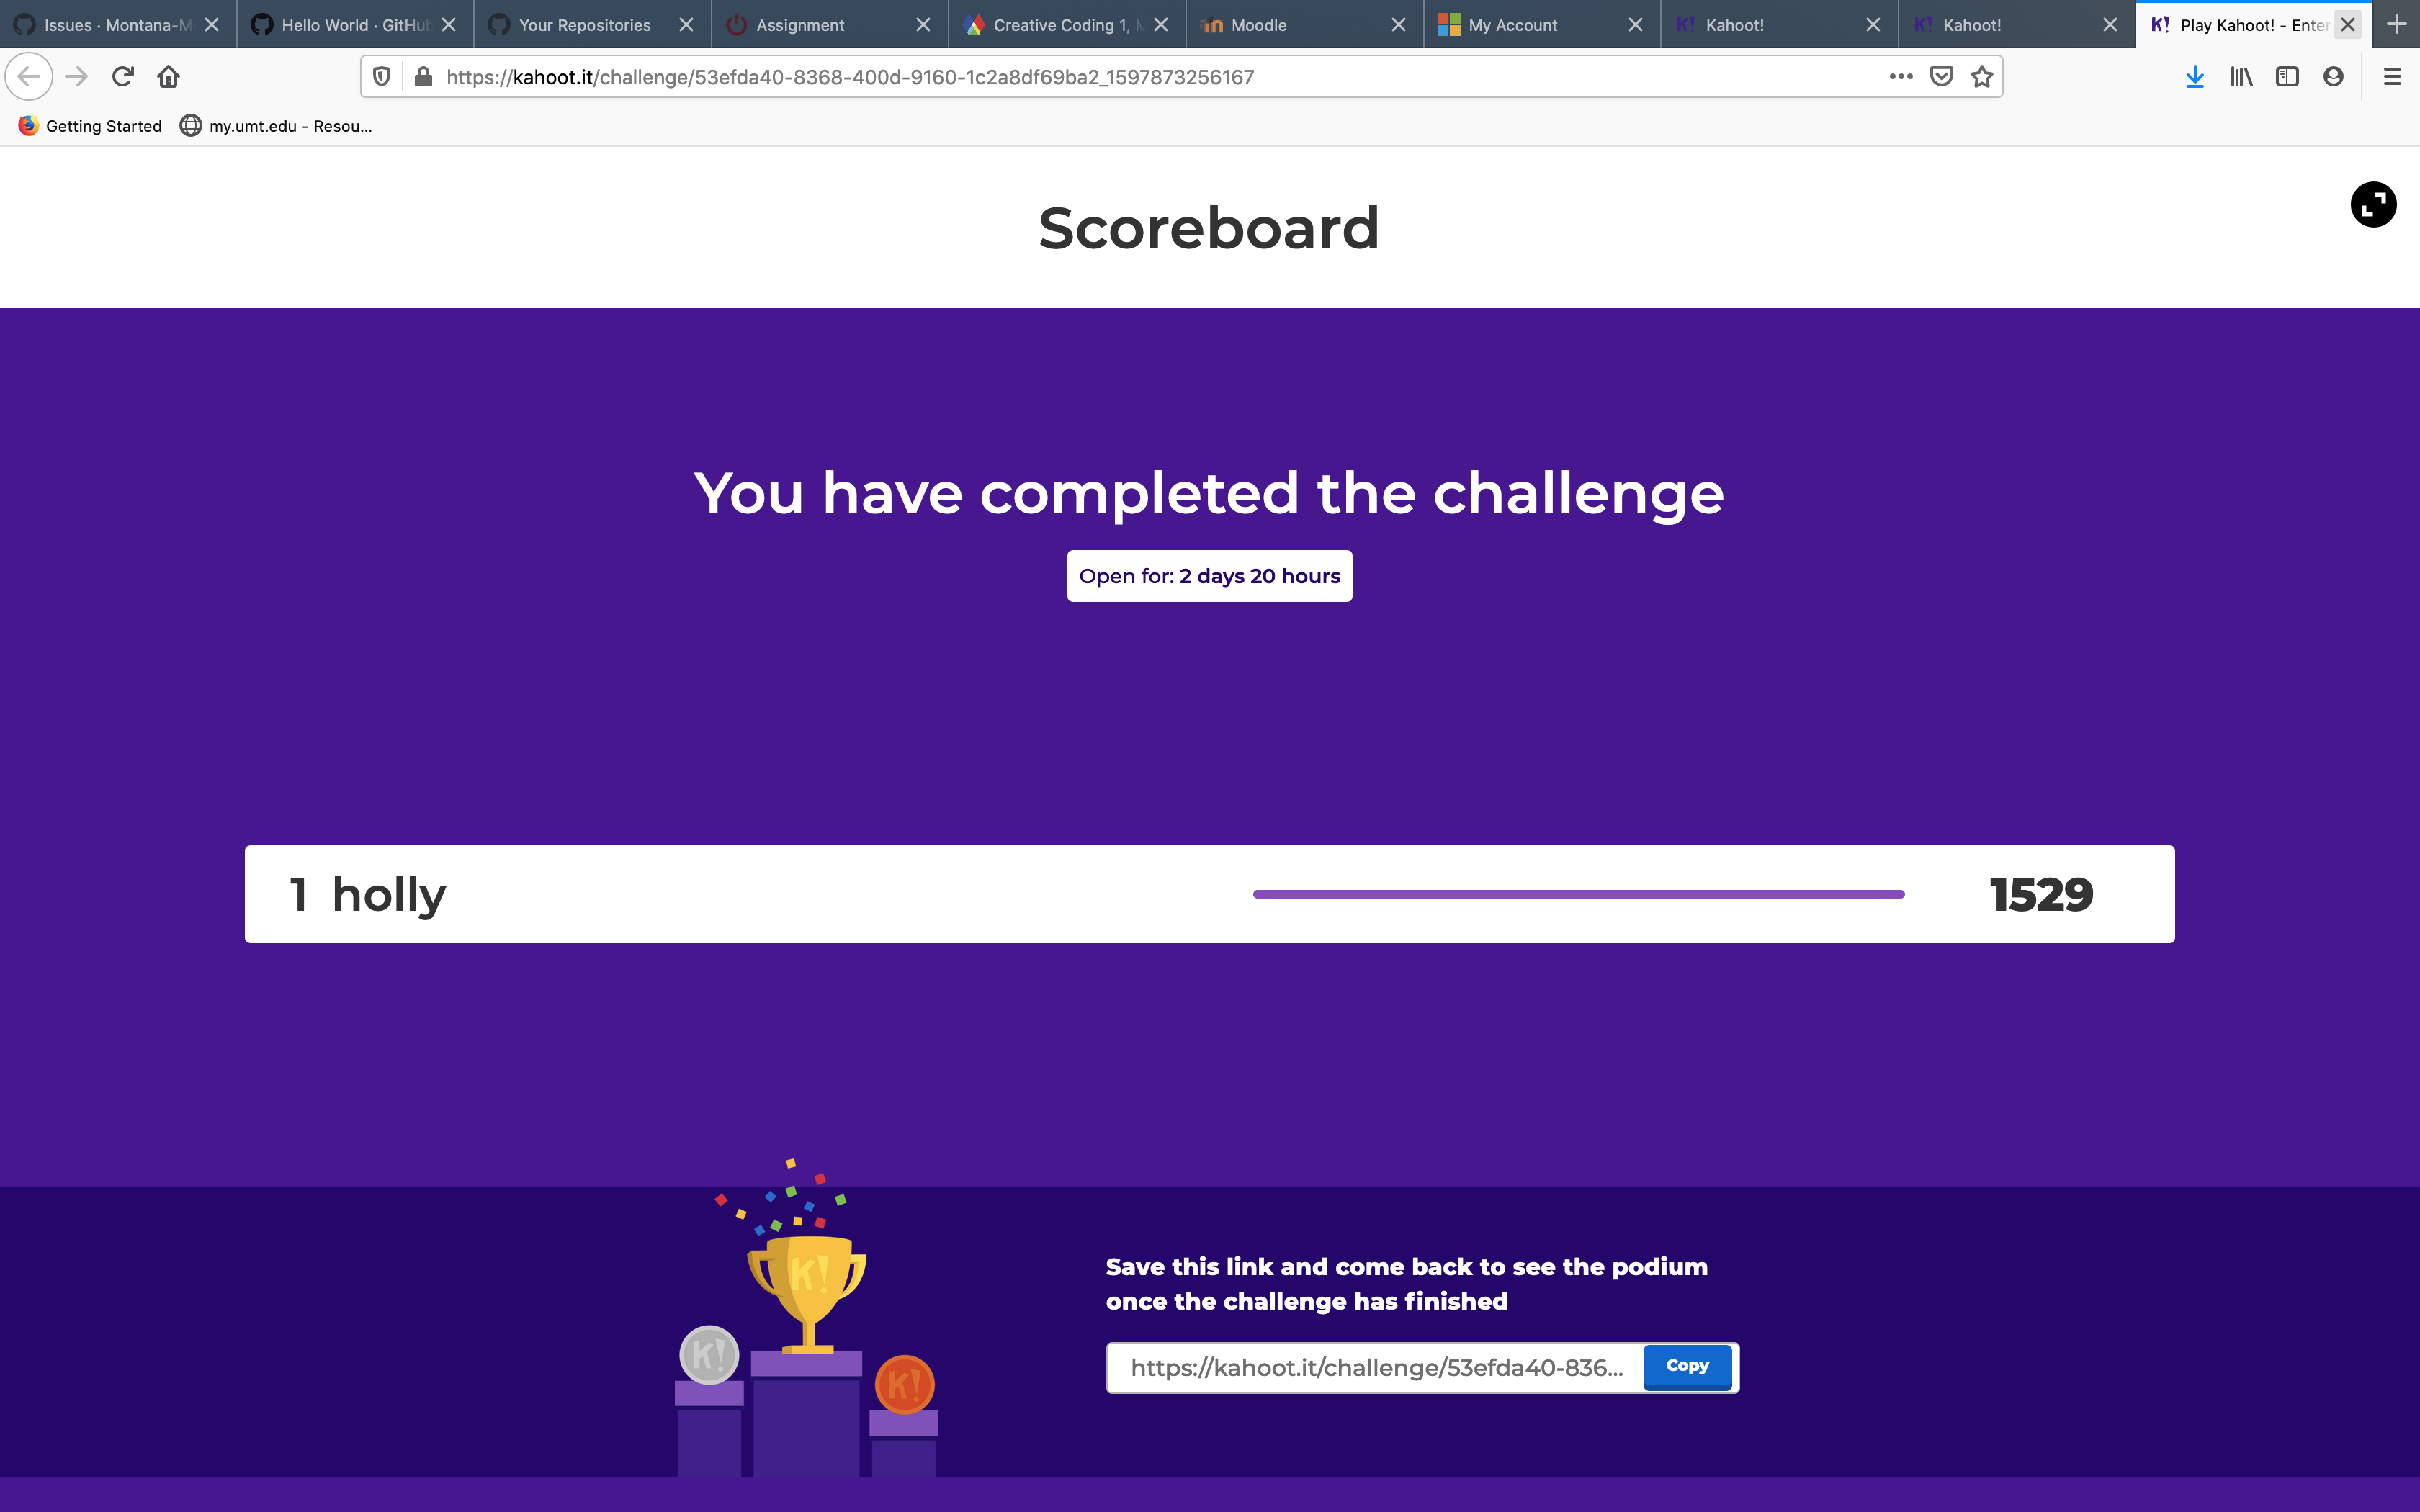 Issues · Montana-M
Hello World · GitHub
Your Repositories
Assignment
Creative Coding 1,
Moodle
My Account
K! Kahoot!
K! Kahoot!
K! Play Kahoot! - Enter
https://kahoot.it/challenge/53efda40-8368-400d-9160-1c2a8df69ba2_1597873256167
Getting Started
my.umt.edu - Resou...
Scoreboard
You have completed the challenge
Open for: 2 days 20 hours
1 holly 1529
K!
K!
K!
Save this link and come back to see the podium
once the challenge has finished
https://kahoot.it/challenge/53efda40-836...
Copy